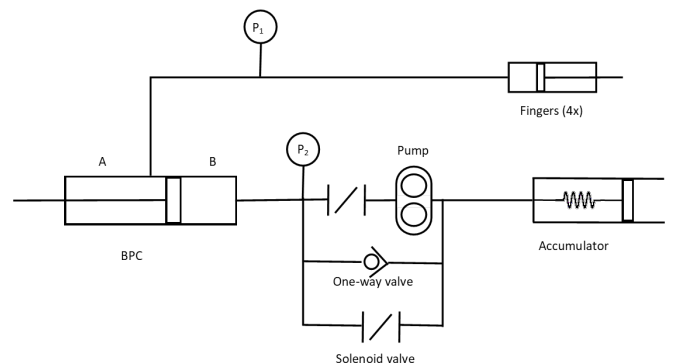 P1
Fingers (4x)
P2
Pump
A
B
BPC
Accumulator
One-way valve
Solenoid valve